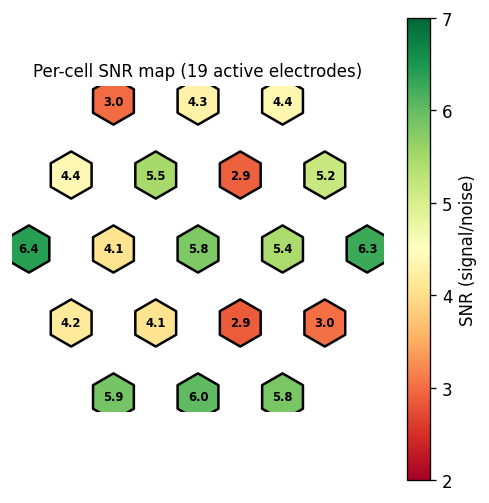 Per-cell SNR map (19 active electrodes)
3.0 4.3 4.4
4.4 5.5 2.9 5.2
6.4 4.1 5.8 5.4 6.3
4.2 4.1 2.9 3.0
5.9 6.0 5.8
7
6
5
4
3
2
SNR (signal/noise)